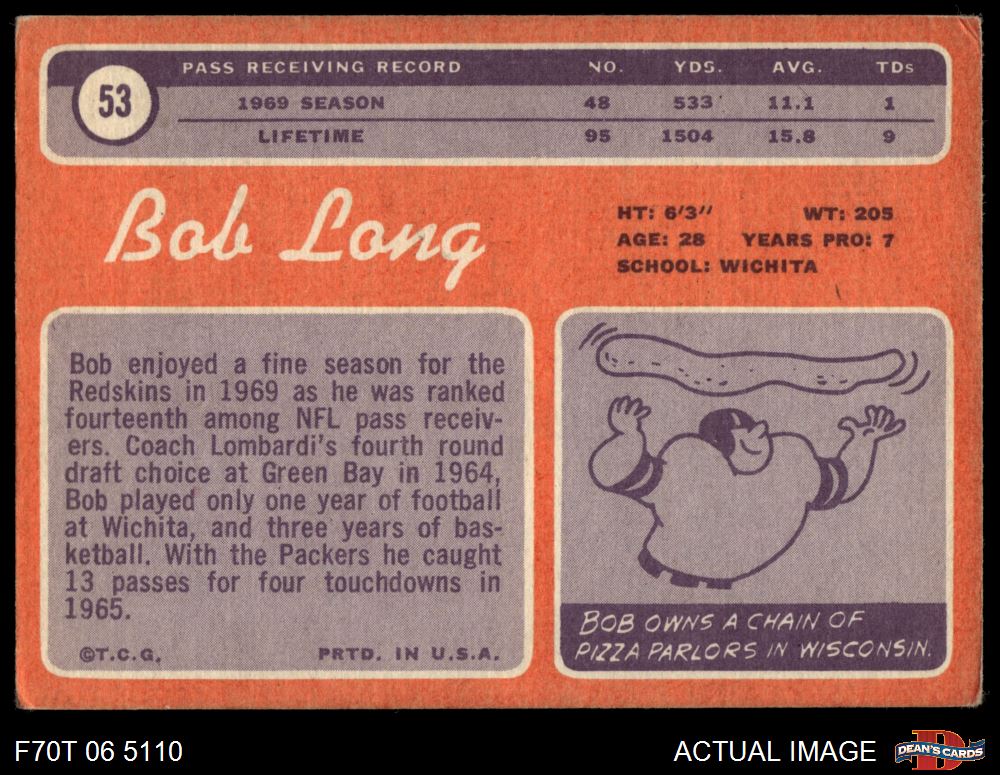 53
PASS RECEIVING RECORD NO. YDS. AVG. TDs
1969 SEASON 48 533 11.1 1
LIFETIME 95 1504 15.8 9
Bob Long
HT: 6'3" WT: 205
AGE: 28 YEARS PRO: 7
SCHOOL: WICHITA
Bob enjoyed a fine season for the
Redskins in 1969 as he was ranked
fourteenth among NFL pass receiv-
ers. Coach Lombardi's fourth round
draft choice at Green Bay in 1964,
Bob played only one year of football
at Wichita, and three years of bas-
ketball. With the Packers he caught
13 passes for four touchdowns in
1965.
©T.C.G. PRTD. IN U.S.A.
BOB OWNS A CHAIN OF
PIZZA PARLORS IN WISCONSIN.
F70T 06 5110
ACTUAL IMAGE
D
DEAN'S CARDS